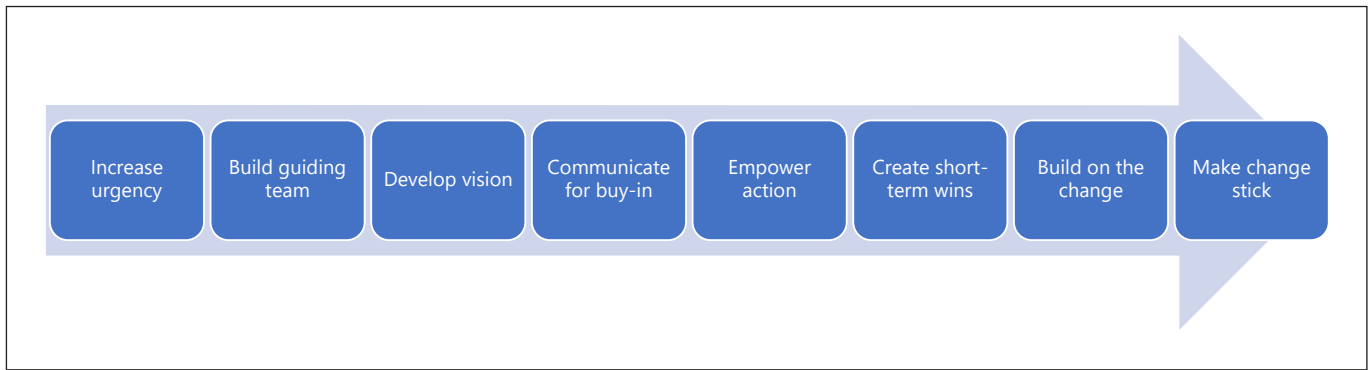 Increase
urgency
Build guiding
team
Develop vision
Communicate
for buy-in
Empower
action
Create short-
term wins
Build on the
change
Make change
stick